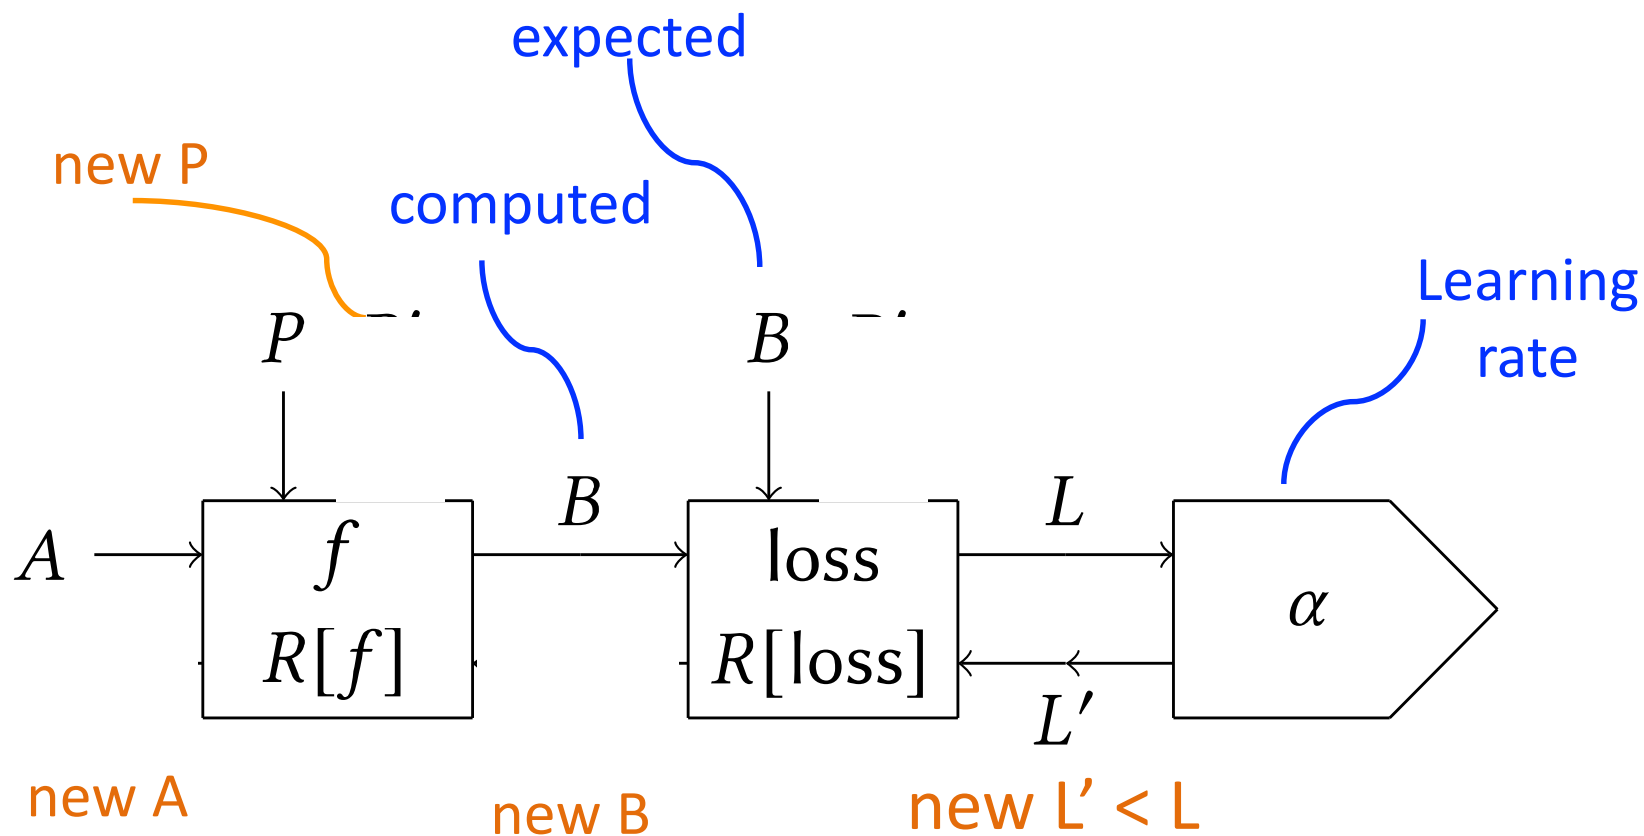 expected
new P
computed
Learning
rate
P
B
B
L
A
f
loss
α
R[f]
R[loss]
L′
new A
new B
new L’ < L